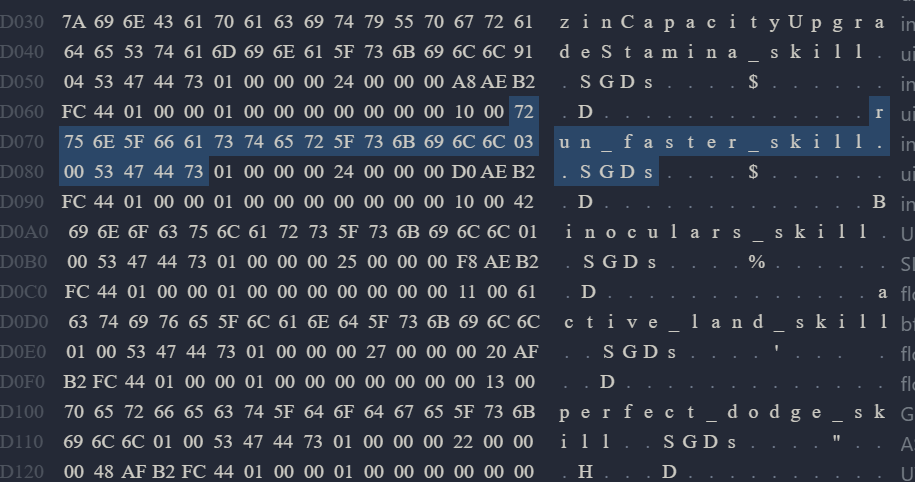 D030 7A 69 6E 43 61 70 61 63 69 74 79 55 70 67 72 61 z i n C a p a c i t y U p g r a in
D040 64 65 53 74 61 6D 69 6E 61 5F 73 6B 69 6C 6C 91 d e S t a m i n a _ s k i l l . ui
D050 04 53 47 44 73 01 00 00 00 24 00 00 00 A8 AE B2 . S G D s . . . . $ . . . . . . in
D060 FC 44 01 00 00 01 00 00 00 00 00 00 00 10 00 72 . D . . . . . . . . . . . . . r ui
D070 75 6E 5F 66 61 73 74 65 72 5F 73 6B 69 6C 6C 03 u n _ f a s t e r _ s k i l l . in
D080 00 53 47 44 73 01 00 00 00 24 00 00 00 D0 AE B2 . S G D s . . . . $ . . . . . . ui
D090 FC 44 01 00 00 01 00 00 00 00 00 00 00 10 00 42 . D . . . . . . . . . . . . . B in
D0A0 69 6E 6F 63 75 6C 61 72 73 5F 73 6B 69 6C 6C 01 i n o c u l a r s _ s k i l l . U
D0B0 00 53 47 44 73 01 00 00 00 25 00 00 00 F8 AE B2 . S G D s . . . . % . . . . . .
D0C0 FC 44 01 00 00 01 00 00 00 00 00 00 00 11 00 61 . D . . . . . . . . . . . . . a flo
D0D0 63 74 69 76 65 5F 6C 61 6E 64 5F 73 6B 69 6C 6C c t i v e _ l a n d _ s k i l l
D0E0 01 00 53 47 44 73 01 00 00 00 27 00 00 00 20 AF . . S G D s . . . . ' . . . .  flo
D0F0 B2 FC 44 01 00 00 01 00 00 00 00 00 00 00 13 00 . . D . . . . . . . . . . . . . flo
D100 70 65 72 66 65 63 74 5F 64 6F 64 67 65 5F 73 6B p e r f e c t _ d o d g e _ s k G
D110 69 6C 6C 01 00 53 47 44 73 01 00 00 00 22 00 00 i l l . . S G D s . . . . " . . A
D120 00 48 AF B2 FC 44 01 00 00 01 00 00 00 00 00 00 . H . . . D . . . . . . . . . . U